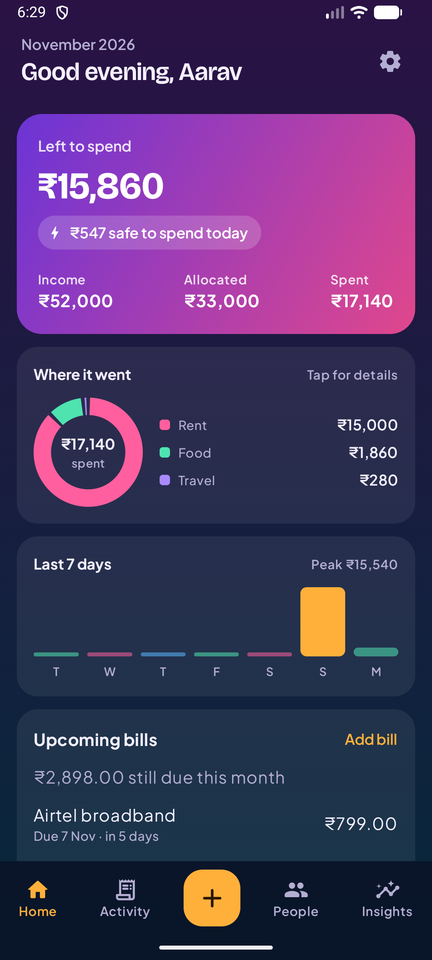 6:29
November 2026
Good evening, Aarav
Left to spend
₹15,860
₹547 safe to spend today
Income Allocated Spent
₹52,000 ₹33,000 ₹17,140
Where it went Tap for details
₹17,140
spent
Rent ₹15,000
Food ₹1,860
Travel ₹280
Last 7 days Peak ₹15,540
T W T F S S M
Upcoming bills Add bill
₹2,898.00 still due this month
Airtel broadband ₹799.00
Due 7 Nov · in 5 days
Home Activity People Insights